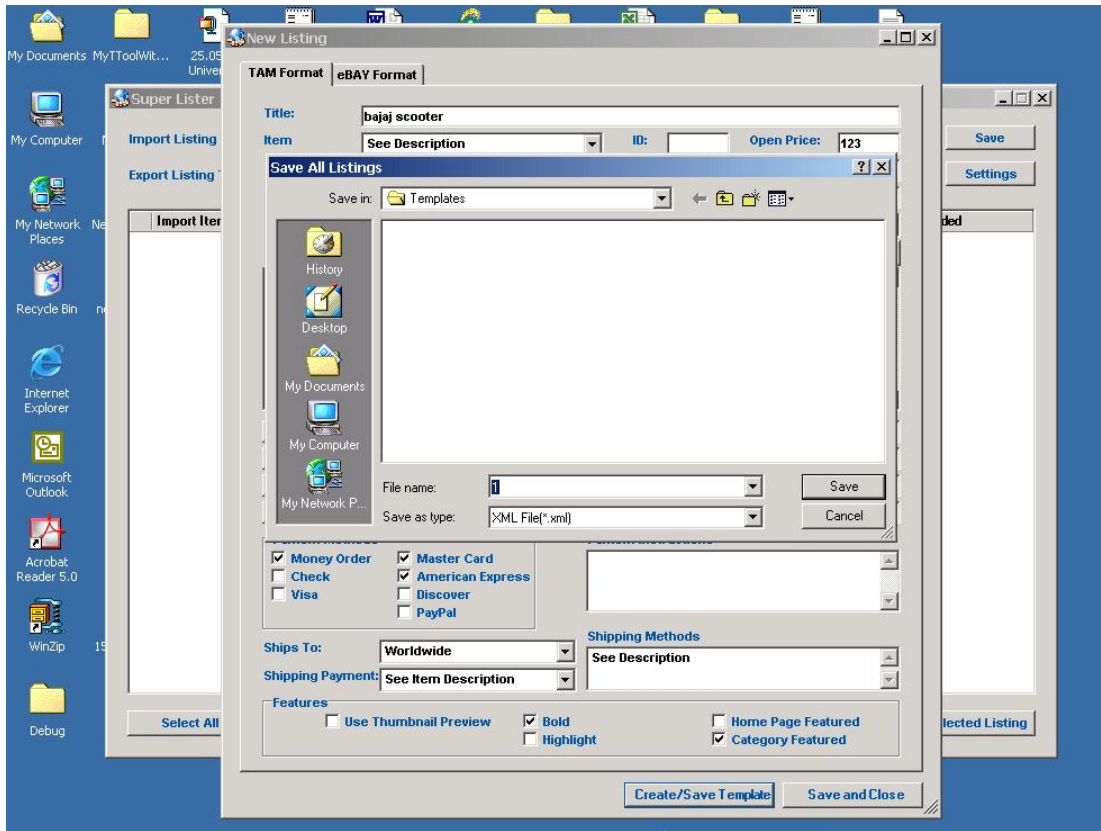 My Documents
MyTToolWit...
25.05
Univer
My Computer
My Network Places
Ne
Recycle Bin
Internet Explorer
Microsoft Outlook
Acrobat Reader 5.0
WinZip
15
Debug
Super Lister
Import Listing
Export Listing
Save
Settings
Import Iter
ded
Select All
lected Listing
New Listing
TAM Format
eBAY Format
Title: bajaj scooter
Item See Description ID: Open Price: 123
Save All Listings
Save in: Templates
History
Desktop
My Documents
My Computer
My Network P...
File name: 1
Save
Save as type: XML File(*.xml)
Cancel
Money Order Master Card
Check American Express
Visa Discover
PayPal
Ships To: Worldwide
Shipping Methods
See Description
Shipping Payment: See Item Description
Features
Use Thumbnail Preview Bold Home Page Featured
Highlight Category Featured
Create/Save Template Save and Close